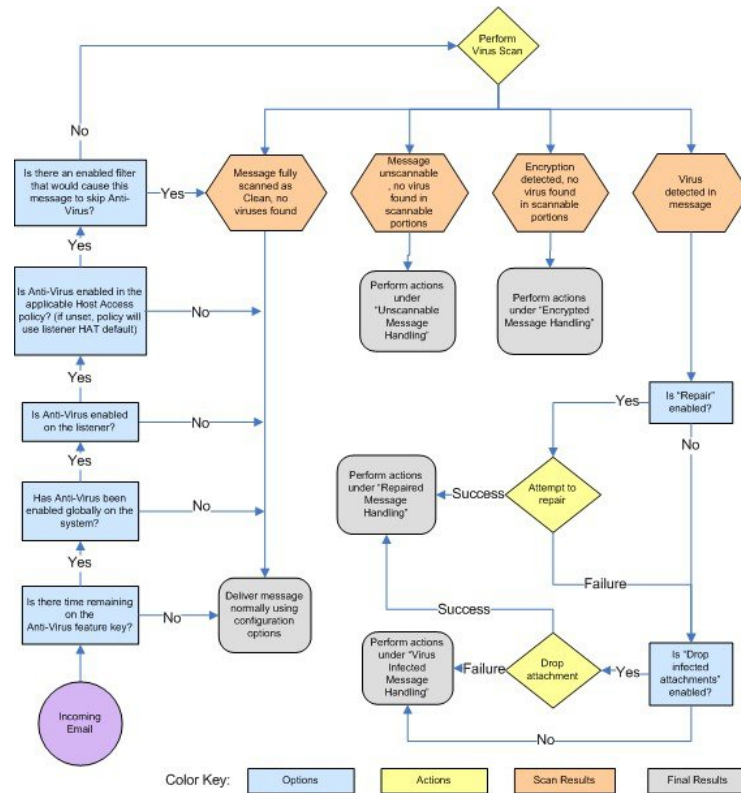 Perform
Virus Scan
No
Is there an enabled filter
that would cause this
message to skip Anti-
Virus?
Yes
Message fully
scanned as
Clean, no
viruses found
Message
unscannable
, no virus
found in
scannable
portions
Encryption
detected, no
virus found
in scannable
portions
Virus
detected in
message
Yes
Is Anti-Virus enabled in the
applicable Host Access
policy? (if unset, policy will
use listener HAT default)
No
Perform actions
under
"Unscannable
Message
Handling"
Perform actions
under "Encrypted
Message Handling"
Yes
Is Anti-Virus enabled
on the listener?
No
Is "Repair"
enabled?
Yes
No
Yes
Has Anti-Virus been
enabled globally on the
system?
No
Perform actions
under "Repaired
Message
Handling"
Success
Attempt to
repair
Failure
Yes
Is there time remaining
on the
Anti-Virus feature key?
No
Deliver message
normally using
configuration
options
Success
Perform actions
under "Virus
Infected
Message
Handling"
Failure
Drop
attachment
Yes
Is "Drop
infected
attachments"
enabled?
No
Incoming
Email
Color Key:
Options
Actions
Scan Results
Final Results